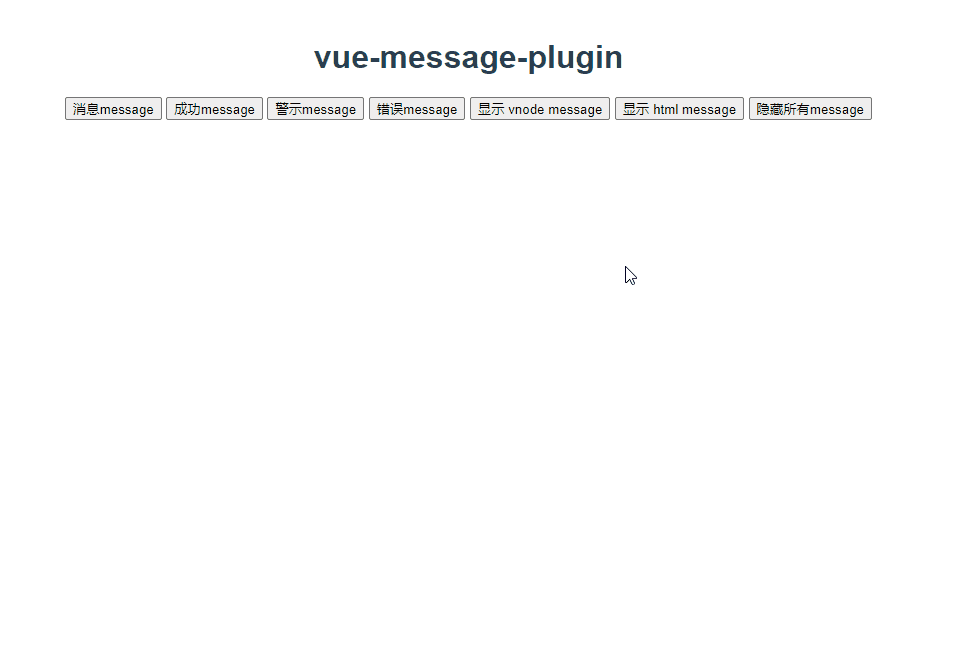 vue-message-plugin
消息message 成功message 警示message 错误message 显示 vnode message 显示 html message 隐藏所有message